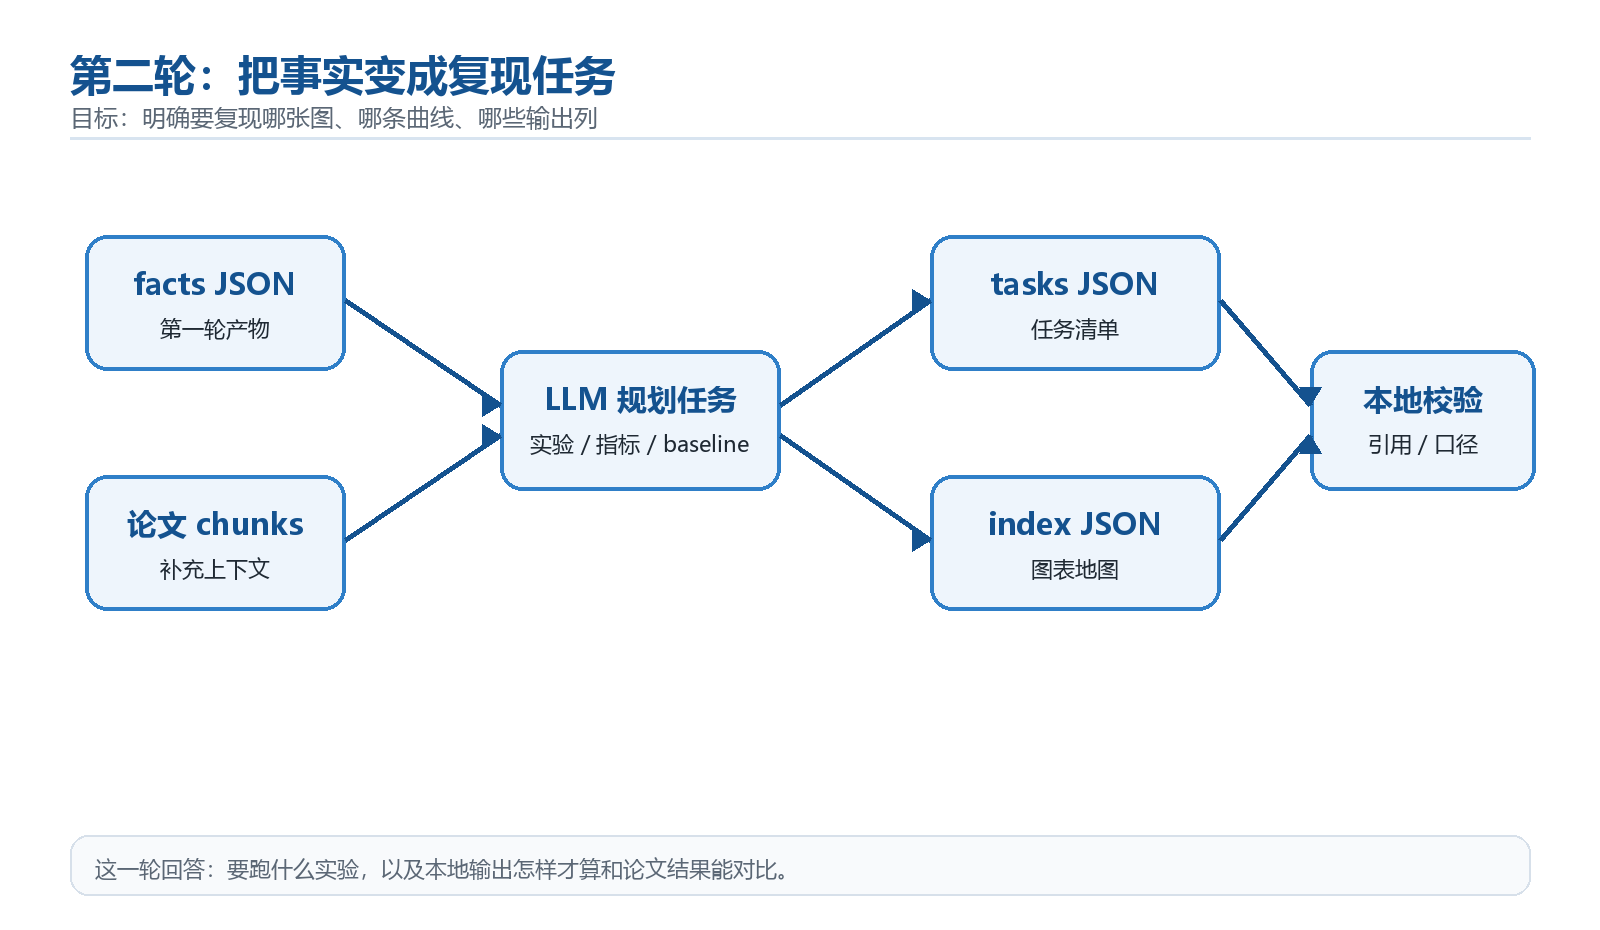 第二轮：把事实变成复现任务
目标：明确要复现哪张图、哪条曲线、哪些输出列
facts JSON
第一轮产物
论文 chunks
补充上下文
LLM 规划任务
实验 / 指标 / baseline
tasks JSON
任务清单
index JSON
图表地图
本地校验
引用 / 口径
这一轮回答：要跑什么实验，以及本地输出怎样才算和论文结果能对比。